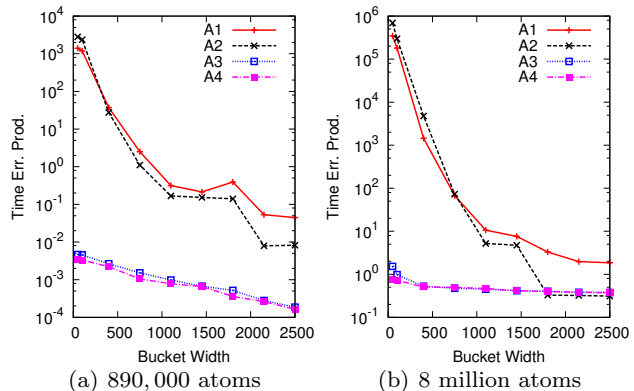 10^4
10^3
10^2
10^1
10^0
10^-1
10^-2
10^-3
10^-4
Time Err. Prod.
A1
A2
A3
A4
0 500 1000 1500 2000 2500
Bucket Width
(a) 890,000 atoms
10^6
10^5
10^4
10^3
10^2
10^1
10^0
10^-1
Time Err. Prod.
A1
A2
A3
A4
0 500 1000 1500 2000 2500
Bucket Width
(b) 8 million atoms